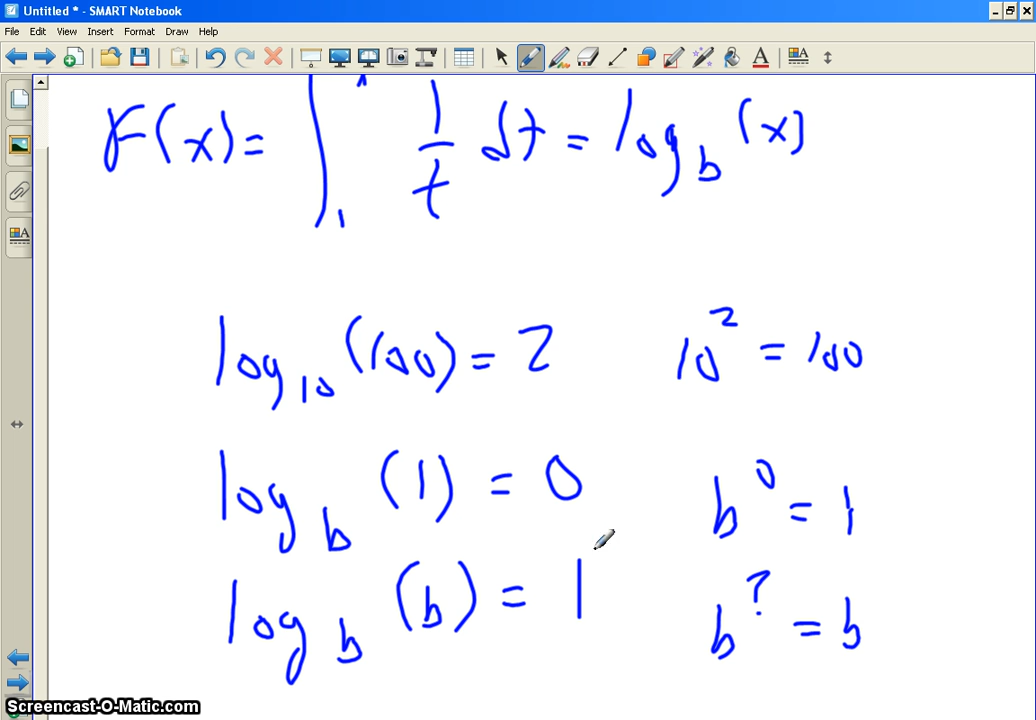 Untitled * - SMART Notebook
File Edit View Insert Format Draw Help
F(x) = ∫₁ˣ 1/t dt = log_b (x)
log₁₀ (100) = 2 10² = 100
log_b (1) = 0 b⁰ = 1
log_b (b) = 1 b^? = b
Screencast-O-Matic.com